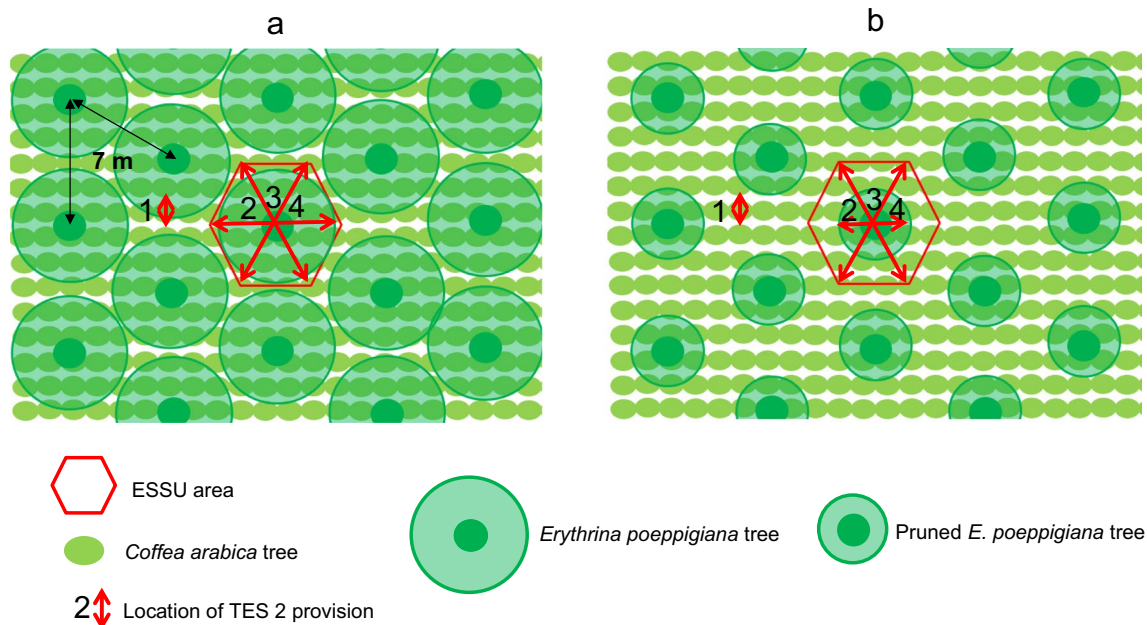 a
b
7 m
1
2
3
4
1
2
3
4
ESSU area
Coffea arabica tree
2 Location of TES 2 provision
Erythrina poeppigiana tree
Pruned E. poeppigiana tree